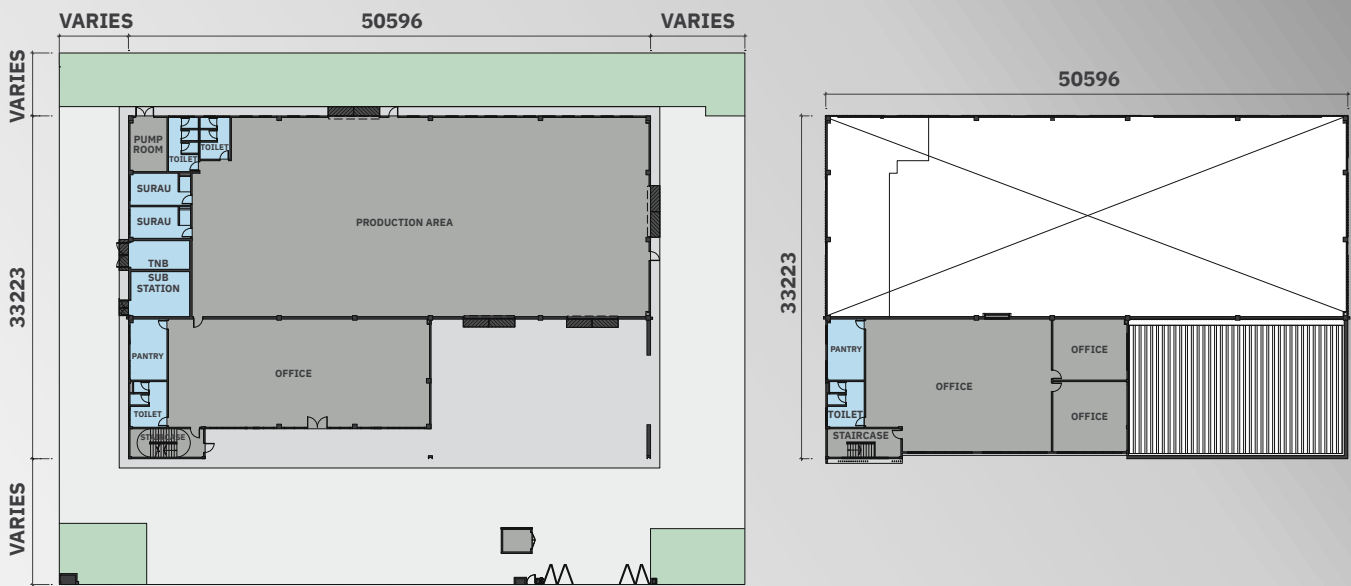 VARIES
50596
VARIES
VARIES
33223
VARIES
PUMP
ROOM
TOILET
TOILET
SURAU
SURAU
TNB
SUB
STATION
PRODUCTION AREA
PANTRY
OFFICE
TOILET
STAIRCASE
50596
33223
PANTRY
OFFICE
OFFICE
OFFICE
TOILET
STAIRCASE